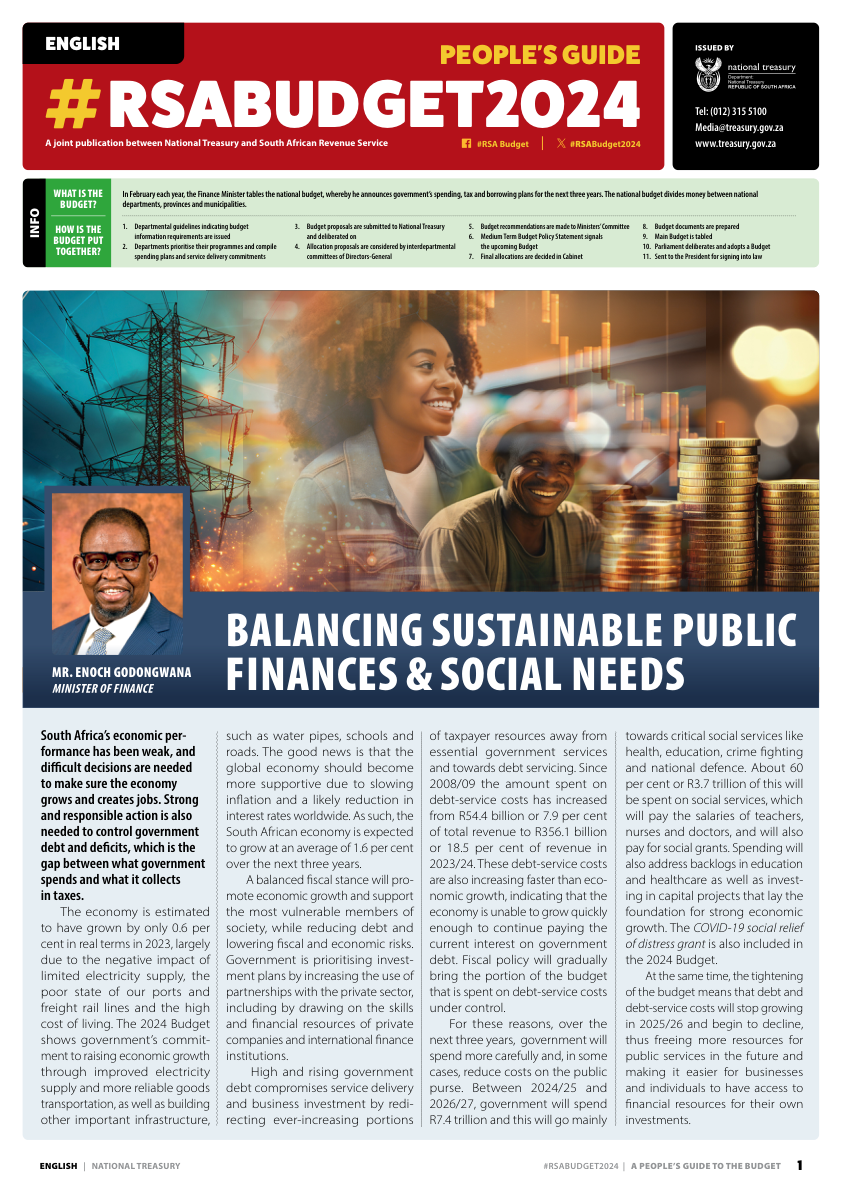 ENGLISH
PEOPLE'S GUIDE
#RSABUDGET2024
A joint publication between National Treasury and South African Revenue Service
#RSA Budget
#RSABudget2024
ISSUED BY
national treasury
Department:
National Treasury
REPUBLIC OF SOUTH AFRICA
Tel: (012) 315 5100
Media@treasury.gov.za
www.treasury.gov.za
INFO
WHAT IS THE
BUDGET?
In February each year, the Finance Minister tables the national budget, whereby he announces government's spending, tax and borrowing plans for the next three years. The national budget divides money between national
departments, provinces and municipalities.
HOW IS THE
BUDGET PUT
TOGETHER?
1. Departmental guidelines indicating budget
information requirements are issued
2. Departments prioritise their programmes and compile
spending plans and service delivery commitments
3. Budget proposals are submitted to National Treasury
and deliberated on
4. Allocation proposals are considered by interdepartmental
committees of Directors-General
5. Budget recommendations are made to Ministers' Committee
6. Medium Term Budget Policy Statement signals
the upcoming Budget
7. Final allocations are decided in Cabinet
8. Budget documents are prepared
9. Main Budget is tabled
10. Parliament deliberates and adopts a Budget
11. Sent to the President for signing into law
MR. ENOCH GODONGWANA
MINISTER OF FINANCE
BALANCING SUSTAINABLE PUBLIC
FINANCES & SOCIAL NEEDS
South Africa's economic per-
formance has been weak, and
difficult decisions are needed
to make sure the economy
grows and creates jobs. Strong
and responsible action is also
needed to control government
debt and deficits, which is the
gap between what government
spends and what it collects
in taxes.
The economy is estimated
to have grown by only 0.6 per
cent in real terms in 2023, largely
due to the negative impact of
limited electricity supply, the
poor state of our ports and
freight rail lines and the high
cost of living. The 2024 Budget
shows government's commit-
ment to raising economic growth
through improved electricity
supply and more reliable goods
transportation, as well as building
other important infrastructure,
such as water pipes, schools and
roads. The good news is that the
global economy should become
more supportive due to slowing
inflation and a likely reduction in
interest rates worldwide. As such, the
South African economy is expected
to grow at an average of 1.6 per cent
over the next three years.
A balanced fiscal stance will pro-
mote economic growth and support
the most vulnerable members of
society, while reducing debt and
lowering fiscal and economic risks.
Government is prioritising invest-
ment plans by increasing the use of
partnerships with the private sector,
including by drawing on the skills
and financial resources of private
companies and international finance
institutions.
High and rising government
debt compromises service delivery
and business investment by redi-
recting ever-increasing portions
of taxpayer resources away from
essential government services
and towards debt servicing. Since
2008/09 the amount spent on
debt-service costs has increased
from R54.4 billion or 7.9 per cent
of total revenue to R356.1 billion
or 18.5 per cent of revenue in
2023/24. These debt-service costs
are also increasing faster than eco-
nomic growth, indicating that the
economy is unable to grow quickly
enough to continue paying the
current interest on government
debt. Fiscal policy will gradually
bring the portion of the budget
that is spent on debt-service costs
under control.
For these reasons, over the
next three years, government will
spend more carefully and, in some
cases, reduce costs on the public
purse. Between 2024/25 and
2026/27, government will spend
R7.4 trillion and this will go mainly
towards critical social services like
health, education, crime fighting
and national defence. About 60
per cent or R3.7 trillion of this will
be spent on social services, which
will pay the salaries of teachers,
nurses and doctors, and will also
pay for social grants. Spending will
also address backlogs in education
and healthcare as well as invest-
ing in capital projects that lay the
foundation for strong economic
growth. The COVID-19 social relief
of distress grant is also included in
the 2024 Budget.
At the same time, the tightening
of the budget means that debt and
debt-service costs will stop growing
in 2025/26 and begin to decline,
thus freeing more resources for
public services in the future and
making it easier for businesses
and individuals to have access to
financial resources for their own
investments.
ENGLISH | NATIONAL TREASURY
#RSABUDGET2024 | A PEOPLE'S GUIDE TO THE BUDGET 1